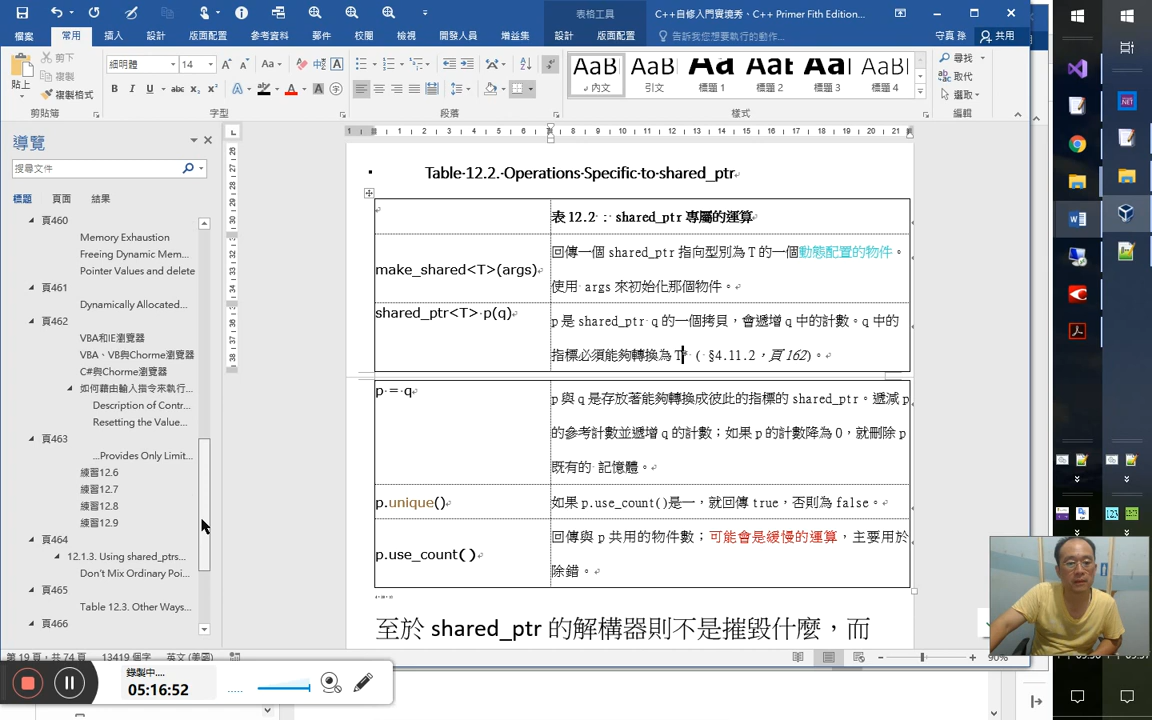 表格工具
C++自修入門實境秀、C++ Primer Fith Edition...
檔案
常用
插入
設計
版面配置
參考資料
郵件
校閱
檢視
開發人員
增益集
設計
版面配置
告訴我您想要執行的動作...
守真 孫
共用
貼上
剪下
複製
複製格式
細明體
14
AaB
AaBb
Aa
AaB
AaB
AaBb(
內文
內文
標題 1
標題 2
標題 3
標題 4
尋找
取代
選取
剪貼簿
字型
段落
樣式
編輯
導覽
搜尋文件
標題
頁面
結果
頁460
Memory Exhaustion
Freeing Dynamic Mem...
Pointer Values and delete
頁461
Dynamically Allocated...
頁462
VBA和IE瀏覽器
VBA、VB與Chorme瀏覽器
C#與Chrome瀏覽器
如何藉由輸入指令來執行...
Description of Contr...
Resetting the Value...
頁463
...Provides Only Limit...
練習12.6
練習12.7
練習12.8
練習12.9
頁464
12.1.3. Using shared_ptrs...
Don't Mix Ordinary Poi...
頁465
Table 12.3. Other Ways...
頁466
Table·12.2.·Operations·Specific·to·shared_ptr
表 12.2 : shared_ptr 專屬的運算
make_shared<T>(args)
回傳一個 shared_ptr 指向型別為 T 的一個動態配置的物件。
使用 args 來初始化那個物件。
shared_ptr<T>·p(q)
p 是 shared_ptr q 的一個拷貝，會遞增 q 中的計數。q 中的
指標必須能夠轉換為 T* ( §4.11.2，頁 162)。
p·=·q
p 與 q 是存放著能夠轉換成彼此的指標的 shared_ptr。遞減 p
的參考計數並遞增 q 的計數；如果 p 的計數降為 0，就刪除 p
既有的 記憶體。
p.unique()
如果 p.use_count()是一，就回傳 true，否則為 false。
p.use_count()
回傳與 p 共用的物件數；可能會是緩慢的運算，主要用於
除錯。
至於 shared_ptr 的解構器則不是摧毀什麼，而
第 19 頁，共 74 頁
13419 個字
英文 (美國)
90%
錄製中....
05:16:52